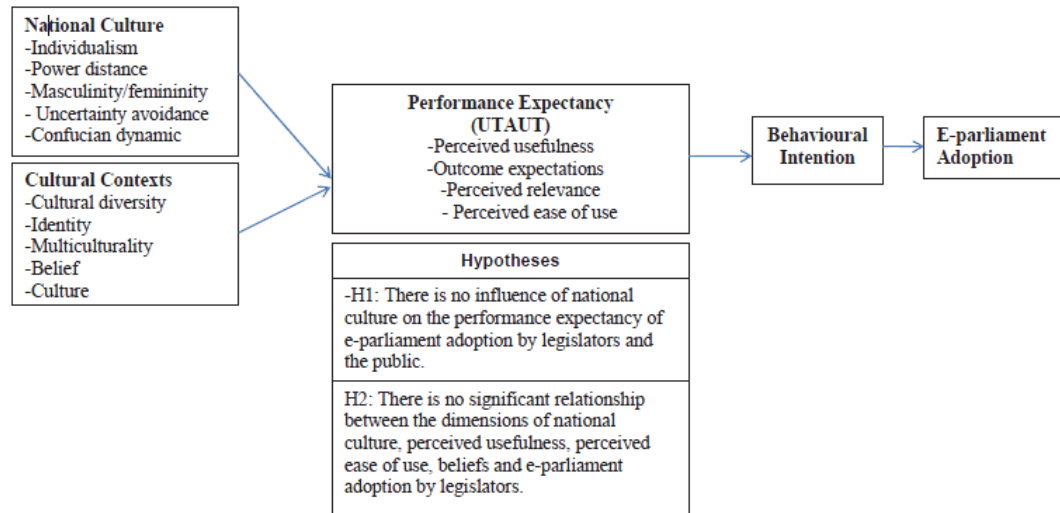 National Culture
-Individualism
-Power distance
-Masculinity/femininity
- Uncertainty avoidance
-Confucian dynamic
Cultural Contexts
-Cultural diversity
-Identity
-Multiculturality
-Belief
-Culture
Performance Expectancy
(UTAUT)
-Perceived usefulness
-Outcome expectations
-Perceived relevance
- Perceived ease of use
Behavioural
Intention
E-parliament
Adoption
Hypotheses
-H1: There is no influence of national
culture on the performance expectancy of
e-parliament adoption by legislators and
the public.
H2: There is no significant relationship
between the dimensions of national
culture, perceived usefulness, perceived
ease of use, beliefs and e-parliament
adoption by legislators.